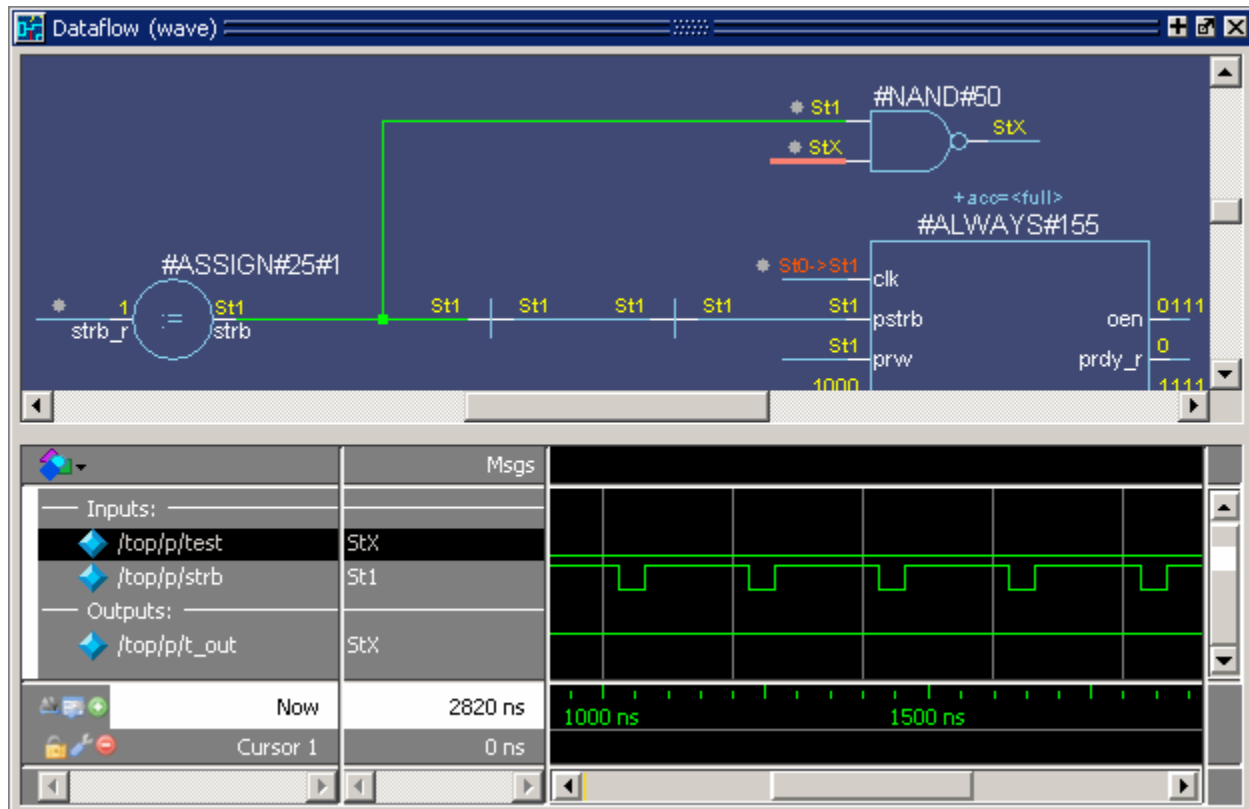 Dataflow (wave)
#NAND#50
St1
StX
StX
+acc=<full>
#ALWAYS#155
#ASSIGN#25#1
St0->St1
clk
1
St1
St1
St1
St1
St1
St1
0111
strb_r
:=
strb
pstrb
oen
St1
0
prw
prdy_r
1000
1111
Msgs
Inputs:
/top/p/test
StX
/top/p/strb
St1
Outputs:
/top/p/t_out
StX
Now
2820 ns
1000 ns
1500 ns
Cursor 1
0 ns